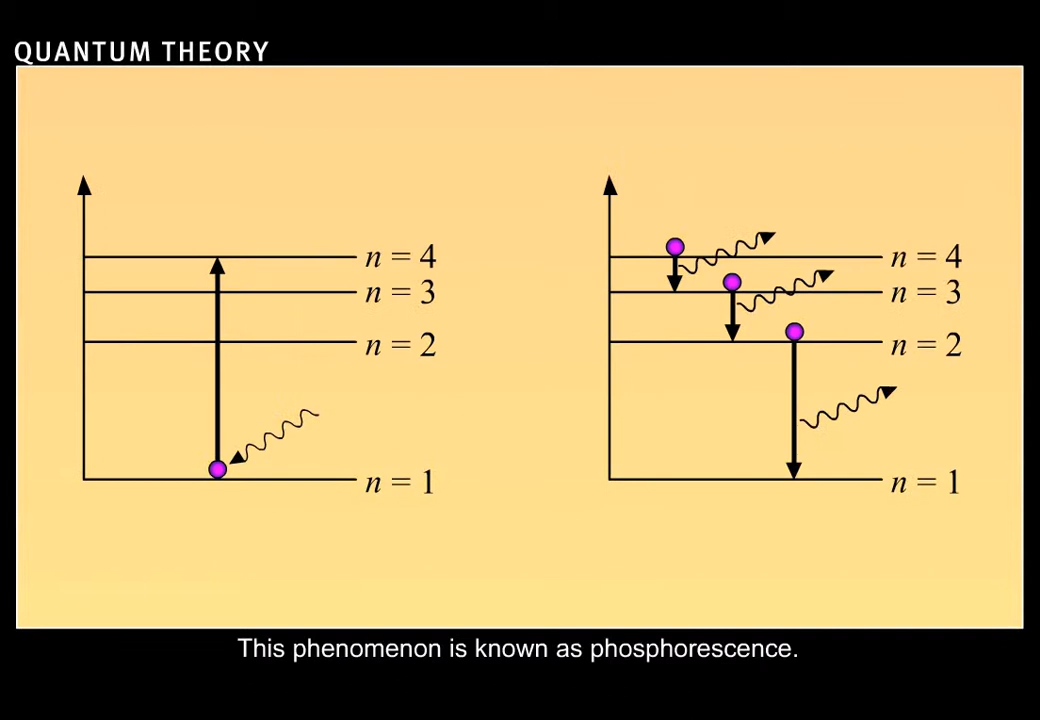 QUANTUM THEORY
n = 4
n = 3
n = 2
n = 1
n = 4
n = 3
n = 2
n = 1
This phenomenon is known as phosphorescence.